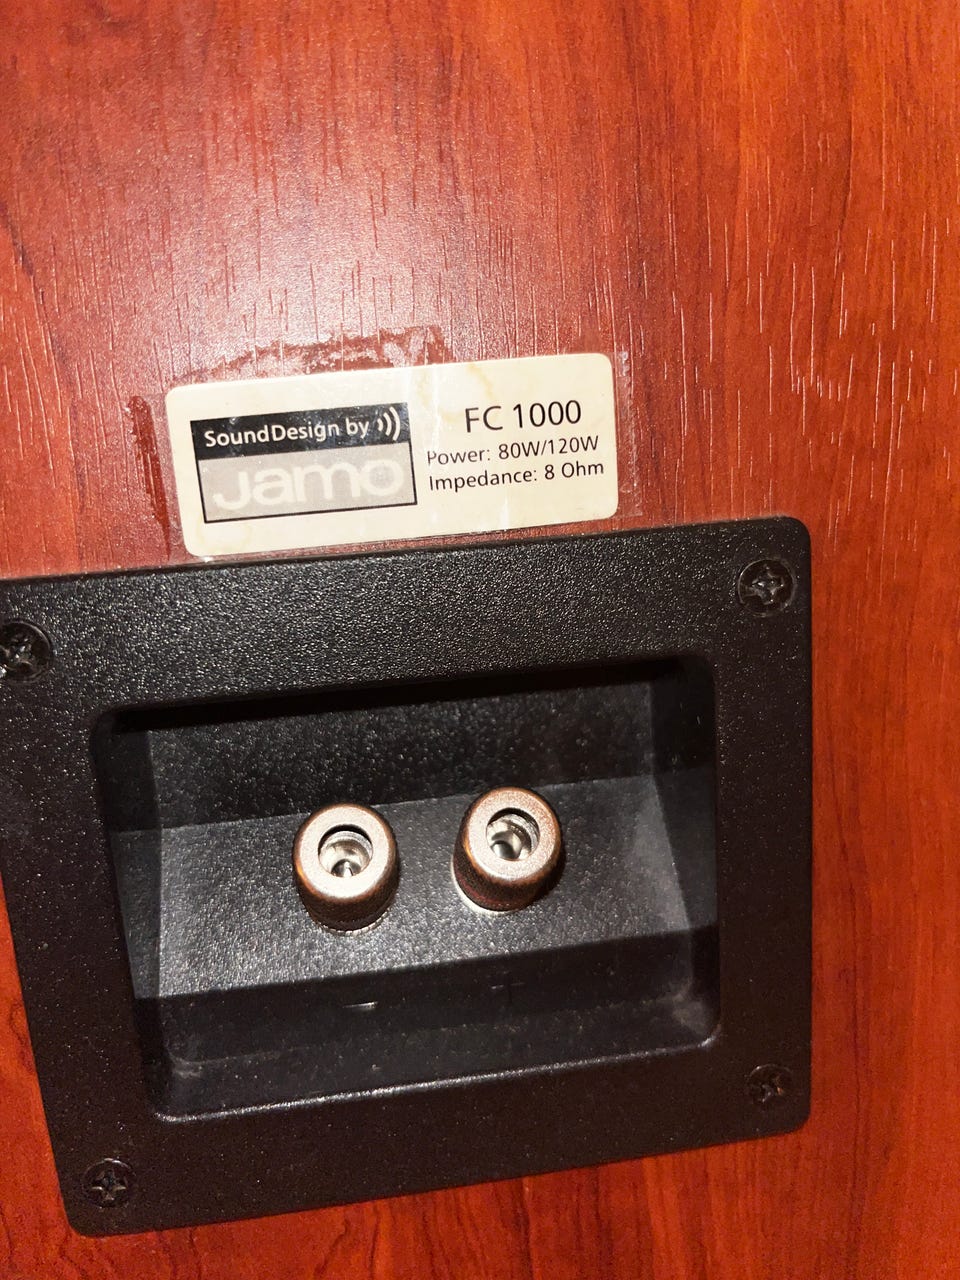 SoundDesign by
Jamo
FC 1000
Power: 80W/120W
Impedance: 8 Ohm
- +